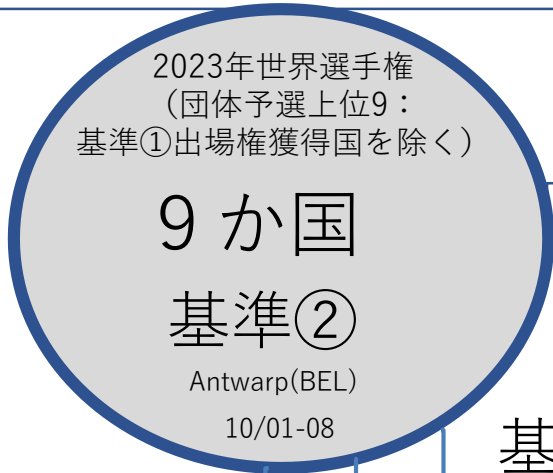 2023年世界選手権
（団体予選上位9：
基準①出場権獲得国を除く）
９か国
基準②
Antwarp(BEL)
10/01-08
基